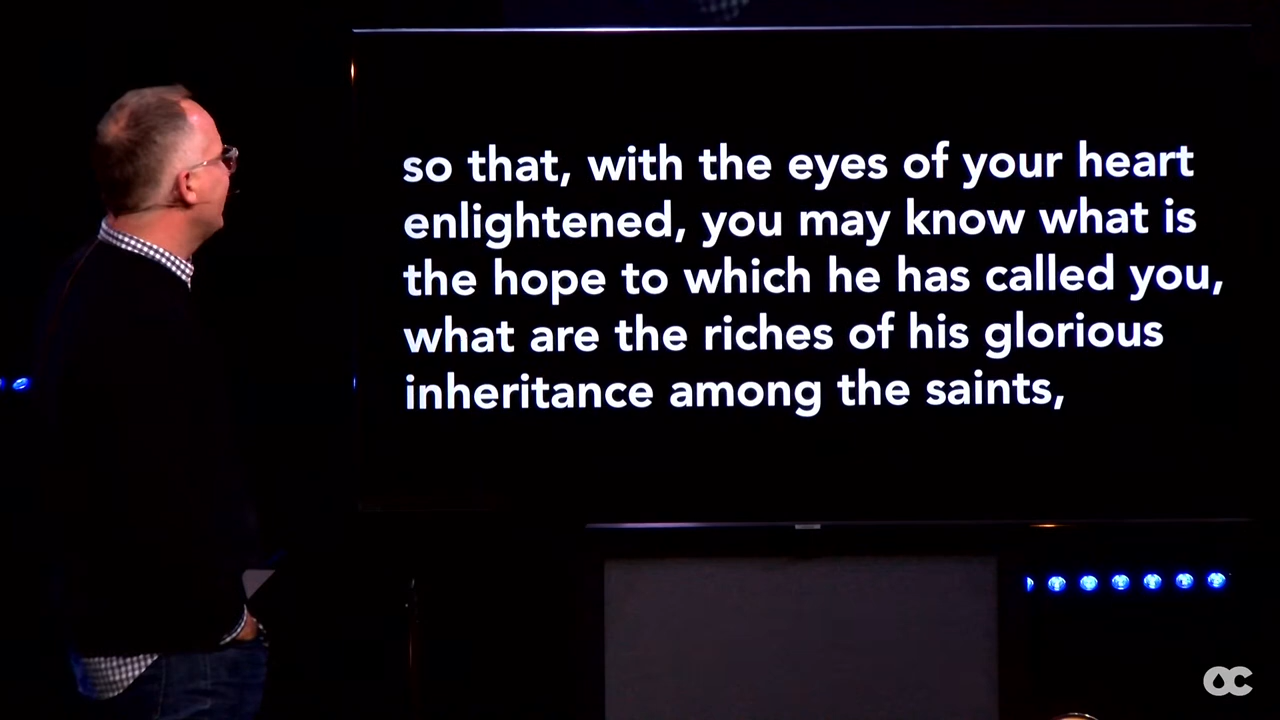 so that, with the eyes of your heart
enlightened, you may know what is
the hope to which he has called you,
what are the riches of his glorious
inheritance among the saints,
OC